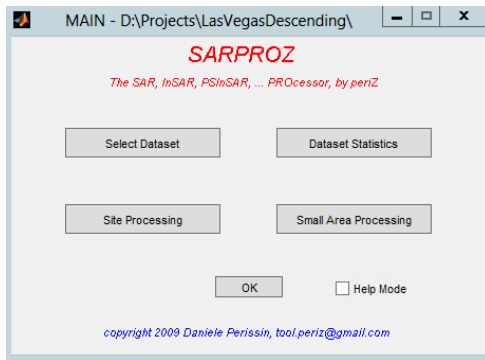 MAIN - D:\Projects\LasVegasDescending\
SARPROZ
The SAR, InSAR, PSInSAR, ... PROcessor, by periZ
Select Dataset
Dataset Statistics
Site Processing
Small Area Processing
OK
Help Mode
copyright 2009 Daniele Perissin, tool.periz@gmail.com